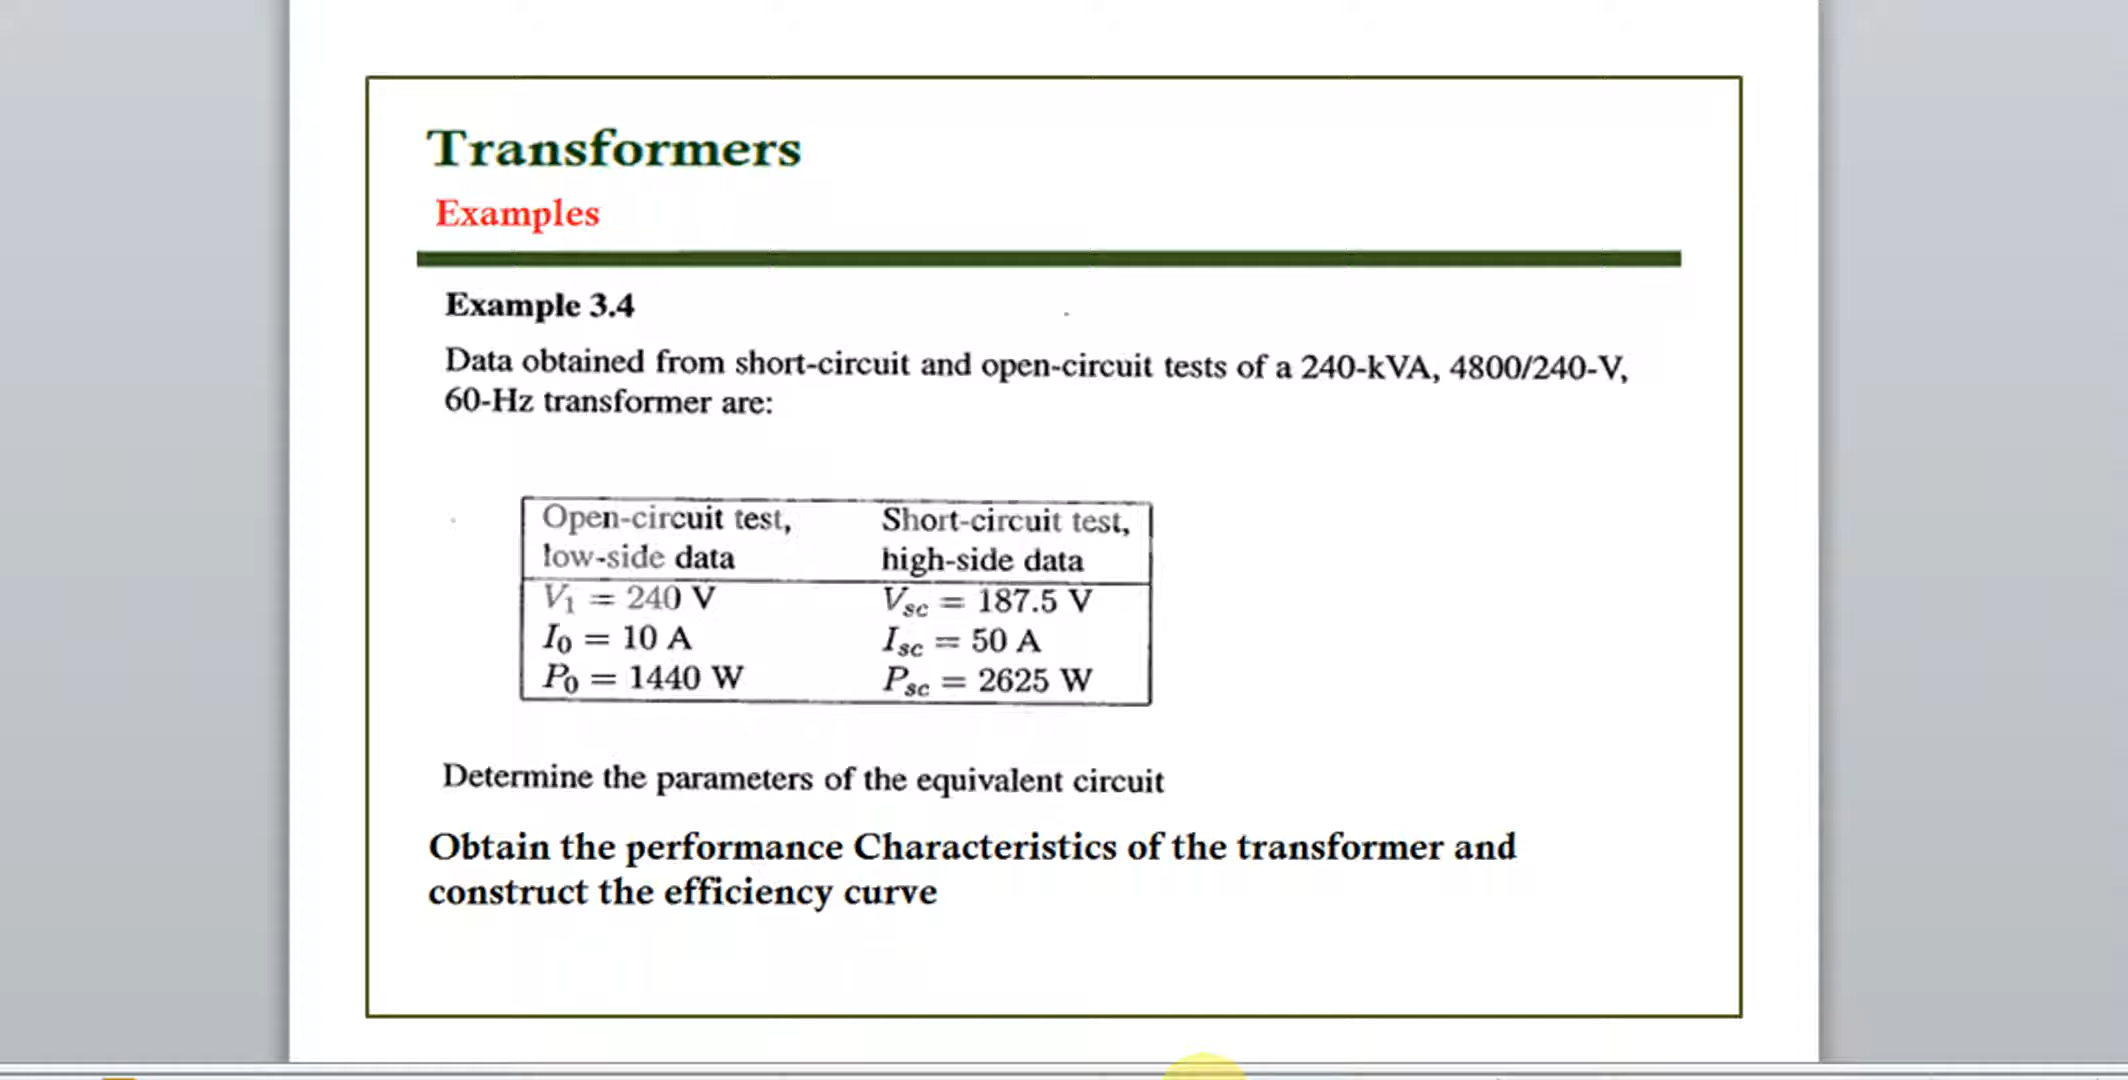 Transformers
Examples
Example 3.4
Data obtained from short-circuit and open-circuit tests of a 240-kVA, 4800/240-V,
60-Hz transformer are:
Open-circuit test, Short-circuit test,
low-side data high-side data
V₁ = 240 V V_sc = 187.5 V
I₀ = 10 A I_sc = 50 A
P₀ = 1440 W P_sc = 2625 W
Determine the parameters of the equivalent circuit
Obtain the performance Characteristics of the transformer and
construct the efficiency curve